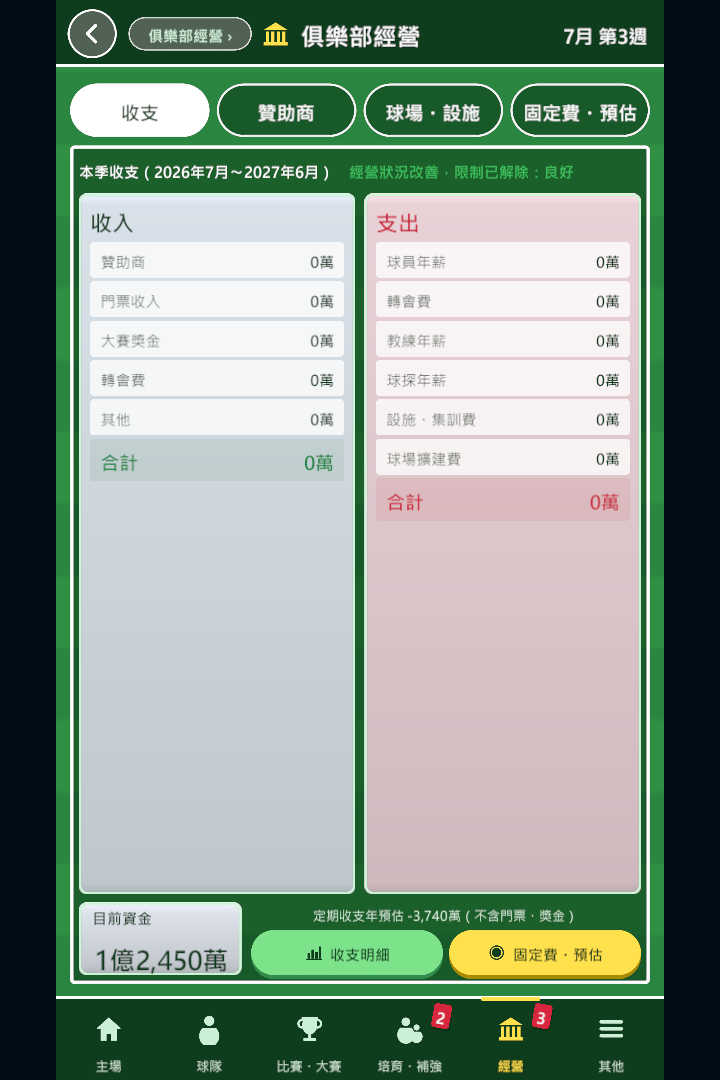 俱樂部經營 ›
俱樂部經營
7月 第3週
收支
贊助商
球場・設施
固定費・預估
本季收支 ( 2026年7月～2027年6月 )
經營狀況改善・限制已解除：良好
收入
贊助商 0萬
門票收入 0萬
大賽獎金 0萬
轉會費 0萬
其他 0萬
合計 0萬
支出
球員年薪 0萬
轉會費 0萬
教練年薪 0萬
球探年薪 0萬
設施・集訓費 0萬
球場擴建費 0萬
合計 0萬
目前資金
1億2,450萬
定期收支年預估 -3,740萬 ( 不含門票・獎金 )
收支明細
固定費・預估
主場
球隊
比賽・大賽
2
培育・補強
3
經營
其他